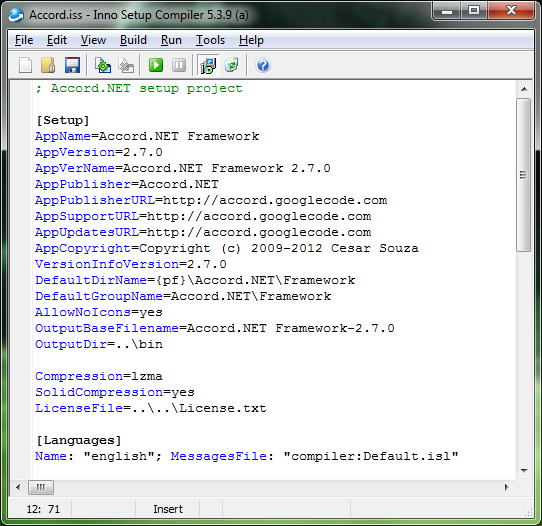 Accord.iss - Inno Setup Compiler 5.3.9 (a)
File Edit View Build Run Tools Help
; Accord.NET setup project
[Setup]
AppName=Accord.NET Framework
AppVersion=2.7.0
AppVerName=Accord.NET Framework 2.7.0
AppPublisher=Accord.NET
AppPublisherURL=http://accord.googlecode.com
AppSupportURL=http://accord.googlecode.com
AppUpdatesURL=http://accord.googlecode.com
AppCopyright=Copyright (c) 2009-2012 Cesar Souza
VersionInfoVersion=2.7.0
DefaultDirName={pf}\Accord.NET\Framework
DefaultGroupName=Accord.NET\Framework
AllowNoIcons=yes
OutputBaseFilename=Accord.NET Framework-2.7.0
OutputDir=..\bin
Compression=lzma
SolidCompression=yes
LicenseFile=..\..\License.txt
[Languages]
Name: "english"; MessagesFile: "compiler:Default.isl"
12: 71 Insert